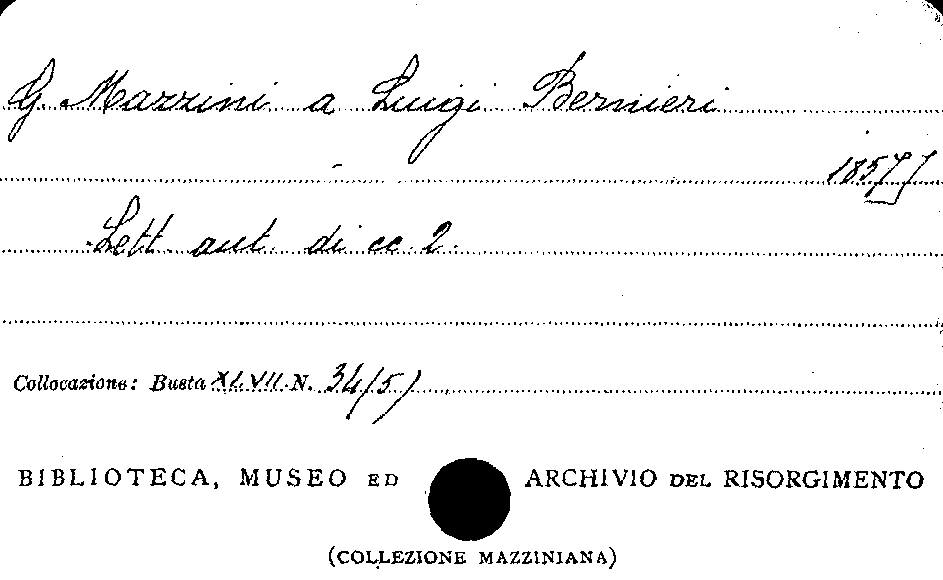 G. Mazzini a Luigi Bernieri
1857]
Lett. aut. di cc. 2.
Collocazione: Busta XLVII N. 34(5)
BIBLIOTECA, MUSEO ED ARCHIVIO DEL RISORGIMENTO
(COLLEZIONE MAZZINIANA)